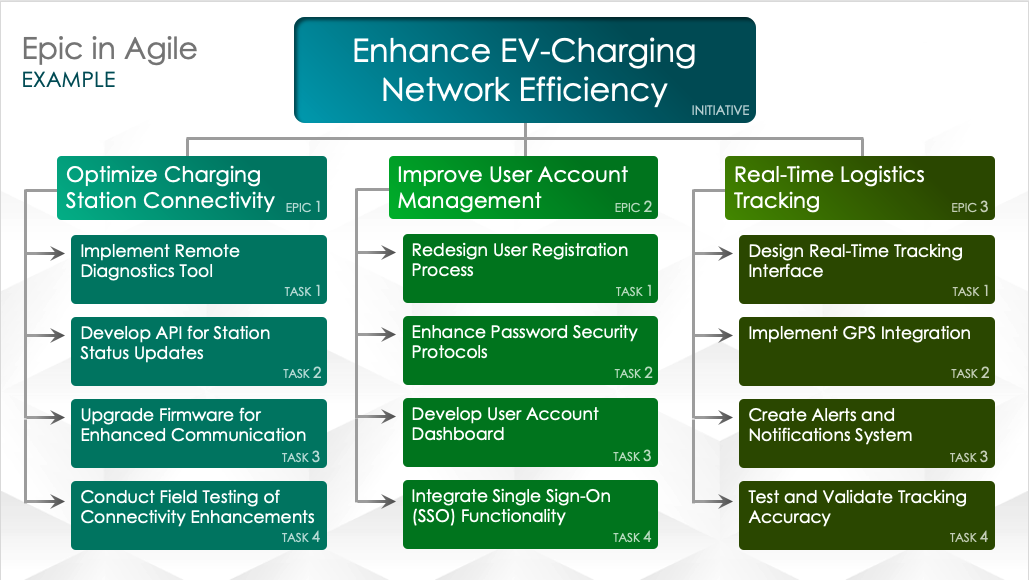 Epic in Agile
EXAMPLE
Enhance EV-Charging
Network Efficiency
INITIATIVE
Optimize Charging
Station Connectivity
EPIC 1
Implement Remote
Diagnostics Tool
TASK 1
Develop API for Station
Status Updates
TASK 2
Upgrade Firmware for
Enhanced Communication
TASK 3
Conduct Field Testing of
Connectivity Enhancements
TASK 4
Improve User Account
Management
EPIC 2
Redesign User Registration
Process
TASK 1
Enhance Password Security
Protocols
TASK 2
Develop User Account
Dashboard
TASK 3
Integrate Single Sign-On
(SSO) Functionality
TASK 4
Real-Time Logistics
Tracking
EPIC 3
Design Real-Time Tracking
Interface
TASK 1
Implement GPS Integration
TASK 2
Create Alerts and
Notifications System
TASK 3
Test and Validate Tracking
Accuracy
TASK 4